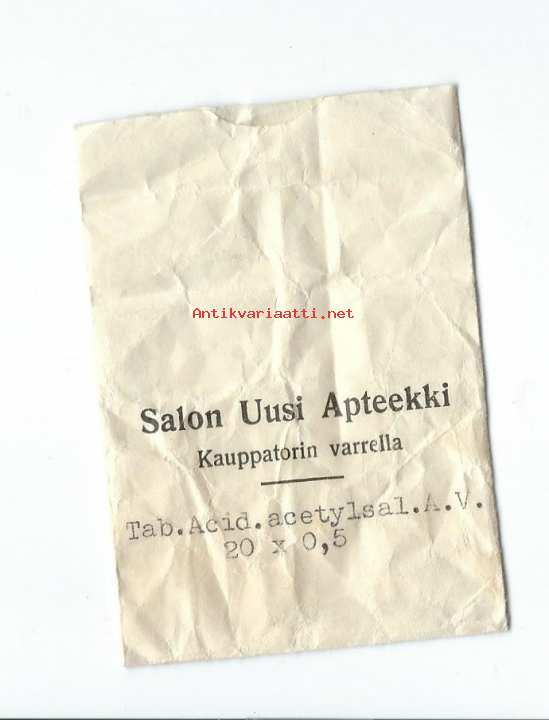 Antikvariaatti.net
Salon Uusi Apteekki
Kauppatorin varrella
Tab.Acid.acetylsal.A.V.
20 x 0,5